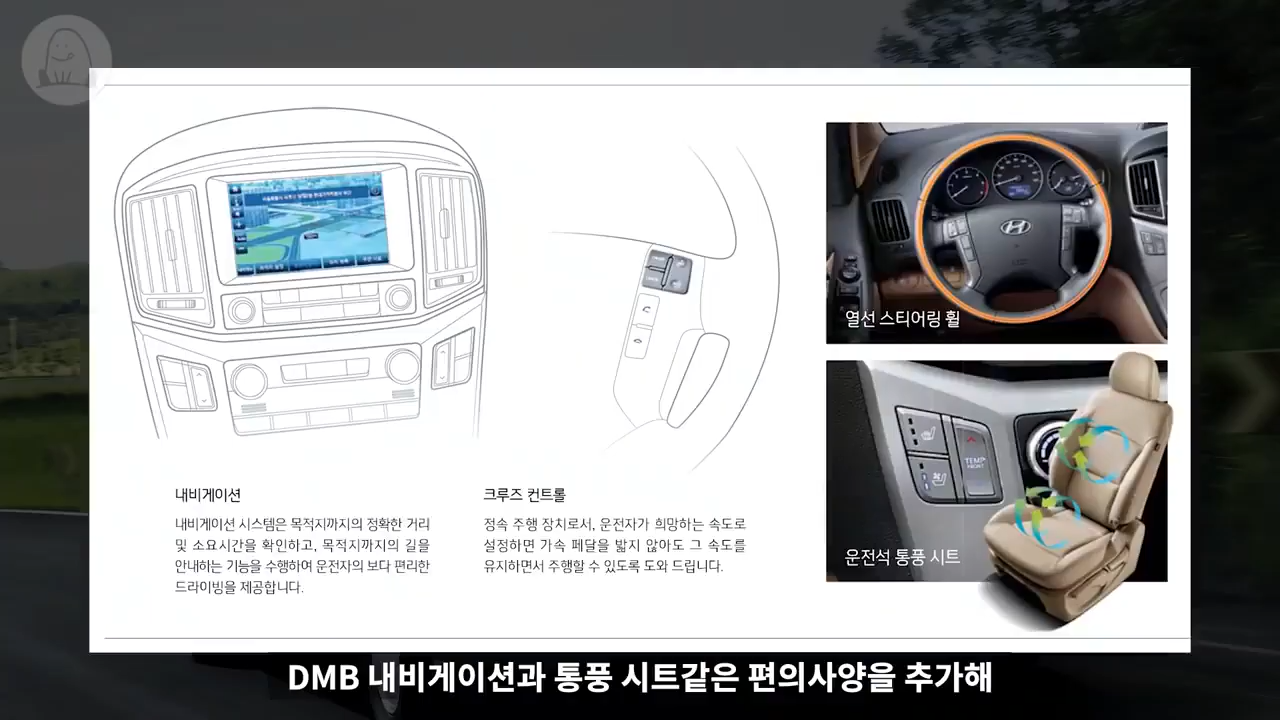 열선 스티어링 휠
TEMP
FRONT
운전석 통풍 시트
내비게이션
내비게이션 시스템은 목적지까지의 정확한 거리
및 소요시간을 확인하고, 목적지까지의 길을
안내하는 기능을 수행하여 운전자의 보다 편리한
드라이빙을 제공합니다.
크루즈 컨트롤
정속 주행 장치로서, 운전자가 희망하는 속도로
설정하면 가속 페달을 밟지 않아도 그 속도를
유지하면서 주행할 수 있도록 도와 드립니다.
DMB 내비게이션과 통풍 시트같은 편의사양을 추가해